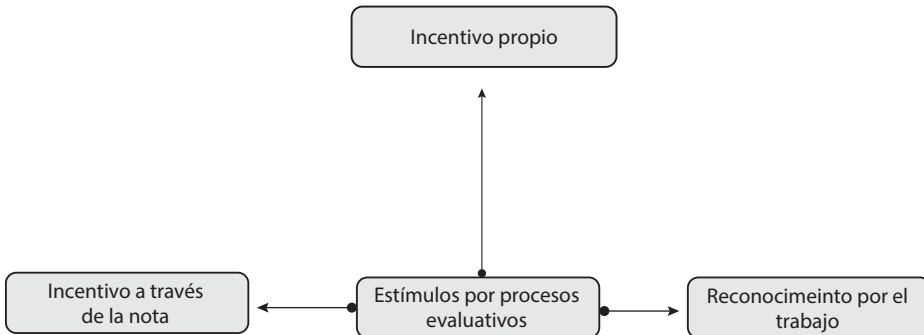 Incentivo propio
Incentivo a través
de la nota
Estímulos por procesos
evaluativos
Reconocimeinto por el
trabajo